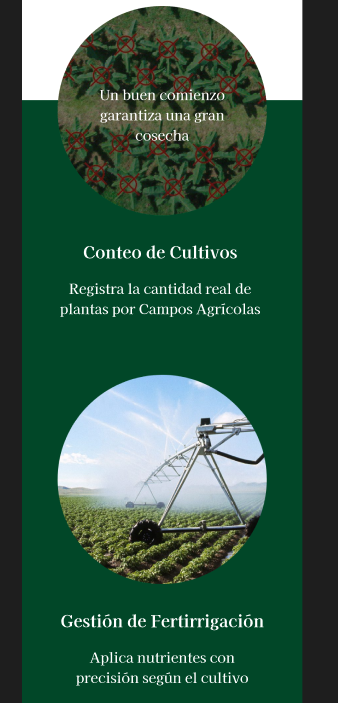 Un buen comienzo
garantiza una gran
cosecha
Conteo de Cultivos
Registra la cantidad real de
plantas por Campos Agrícolas
Gestión de Fertirrigación
Aplica nutrientes con
precisión según el cultivo